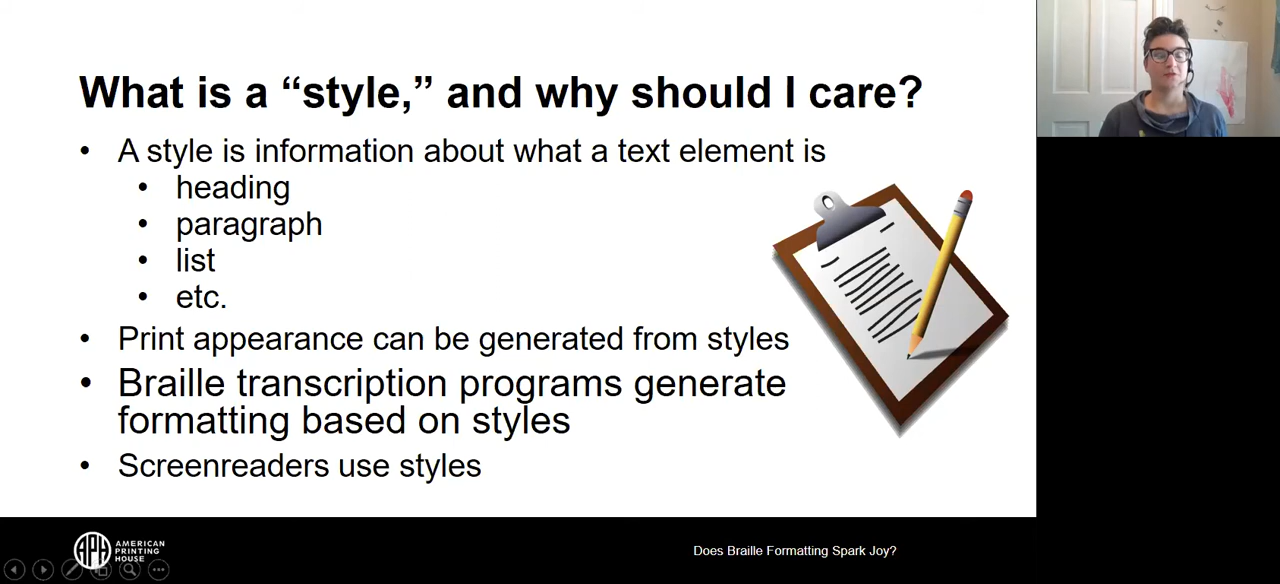 What is a “style,” and why should I care?
• A style is information about what a text element is
• heading
• paragraph
• list
• etc.
• Print appearance can be generated from styles
• Braille transcription programs generate
formatting based on styles
• Screenreaders use styles
APH
AMERICAN
PRINTING
HOUSE
Does Braille Formatting Spark Joy?